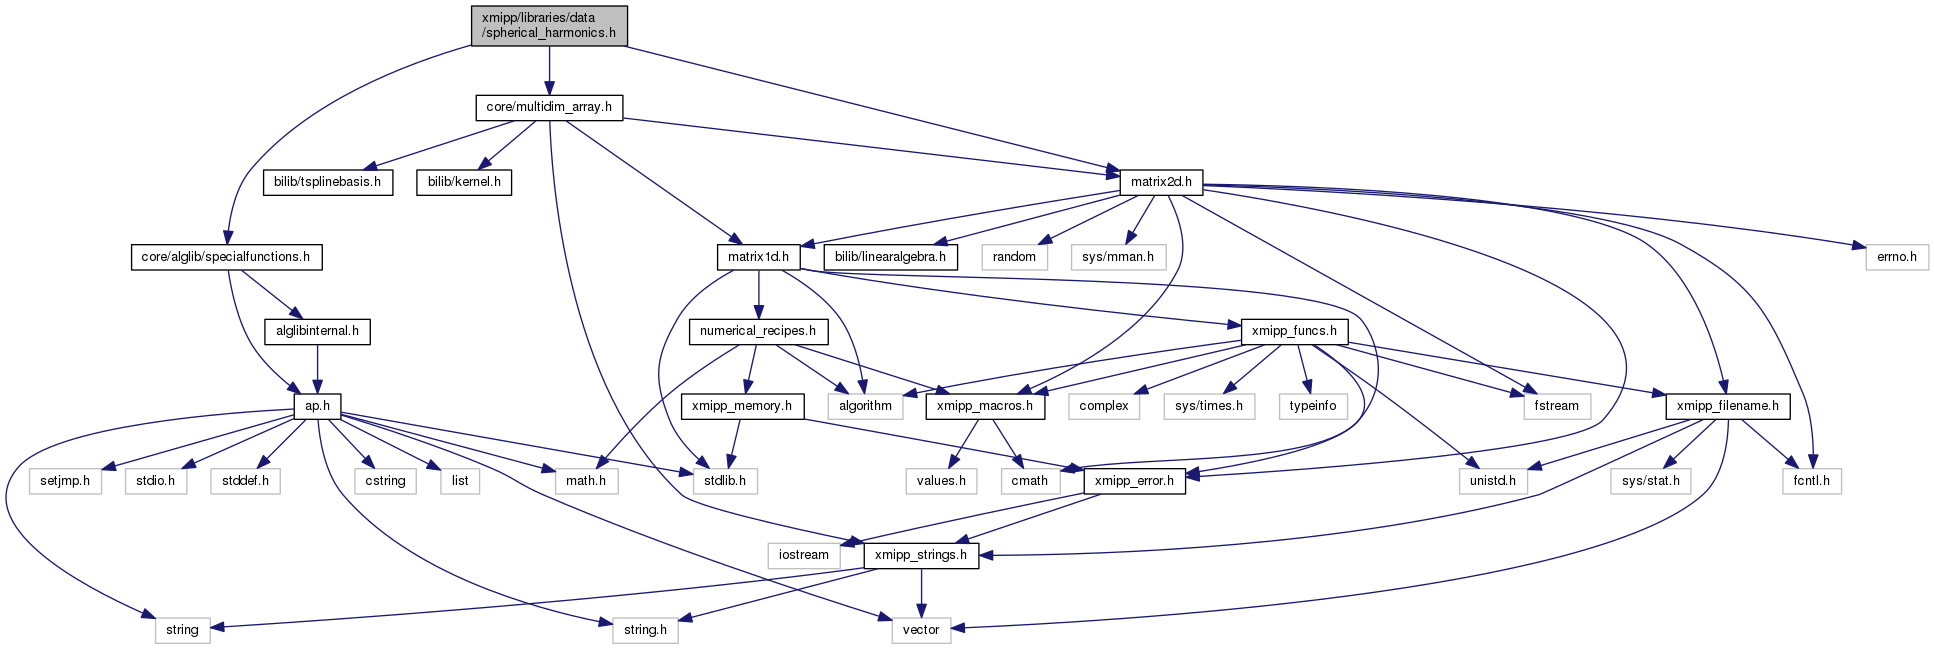 xmipp/libraries/data
/spherical_harmonics.h
core/multidim_array.h
bilib/tsplinebasis.h
bilib/kernel.h
matrix2d.h
core/alglib/specialfunctions.h
matrix1d.h
bilib/linearalgebra.h
random
sys/mman.h
errno.h
alglibinternal.h
numerical_recipes.h
xmipp_funcs.h
ap.h
xmipp_memory.h
algorithm
xmipp_macros.h
complex
sys/times.h
typeinfo
fstream
xmipp_filename.h
setjmp.h
stdio.h
stddef.h
cstring
list
math.h
stdlib.h
values.h
cmath
xmipp_error.h
unistd.h
sys/stat.h
fcntl.h
iostream
xmipp_strings.h
string
string.h
vector